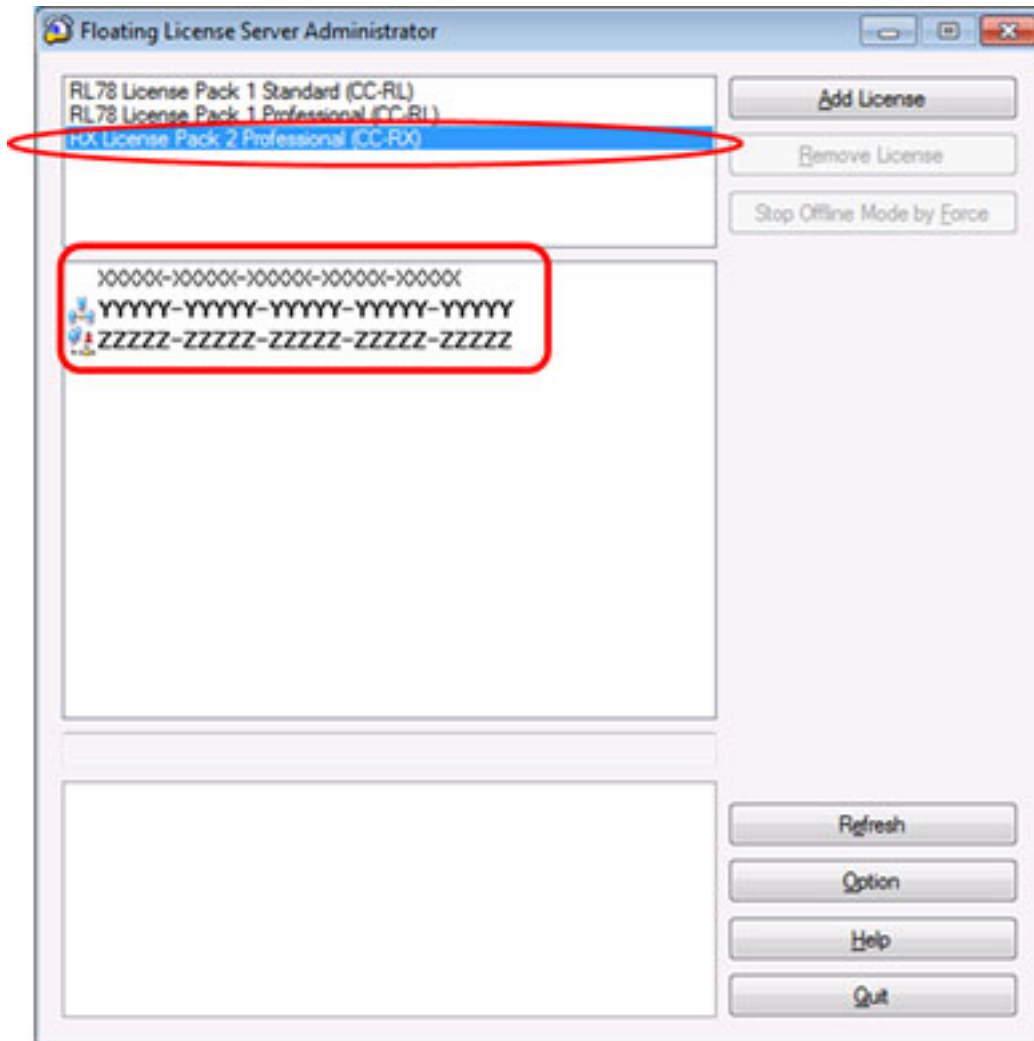 Floating License Server Administrator
RL78 License Pack 1 Standard (CC-RL)
RL78 License Pack 1 Professional (CC-RL)
RX License Pack 2 Professional (CC-RX)
Add License
Remove License
Stop Offline Mode by Force
XXXXX-XXXXX-XXXXX-XXXXX-XXXXX
YYYYY-YYYYY-YYYYY-YYYYY-YYYYY
ZZZZZ-ZZZZZ-ZZZZZ-ZZZZZ-ZZZZZ
Refresh
Option
Help
Quit